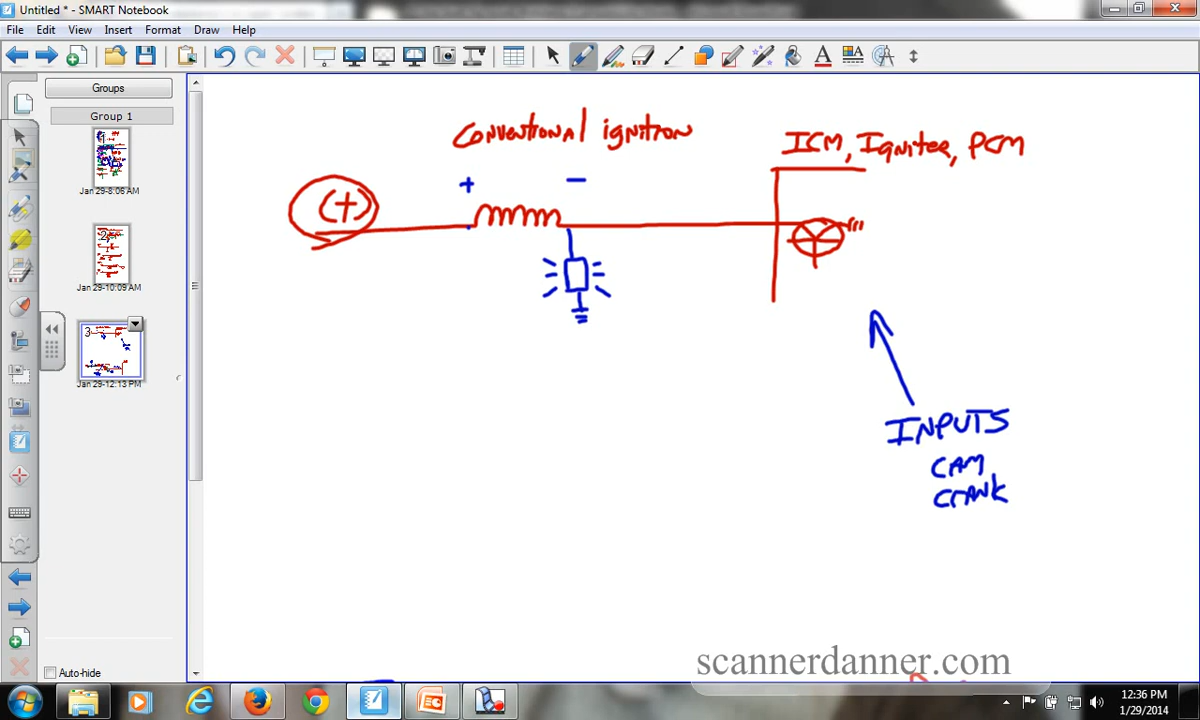 Untitled * - SMART Notebook
File Edit View Insert Format Draw Help
Groups
Group 1
Jan 29-8:06 AM
2
Jan 29-10:09 AM
3
Jan 29-12:13 PM
Auto-hide
Conventional ignition
ICM, Igniter, PCM
+ −
(+)
INPUTS
CAM
CRANK
scannerdanner.com
12:36 PM
1/29/2014